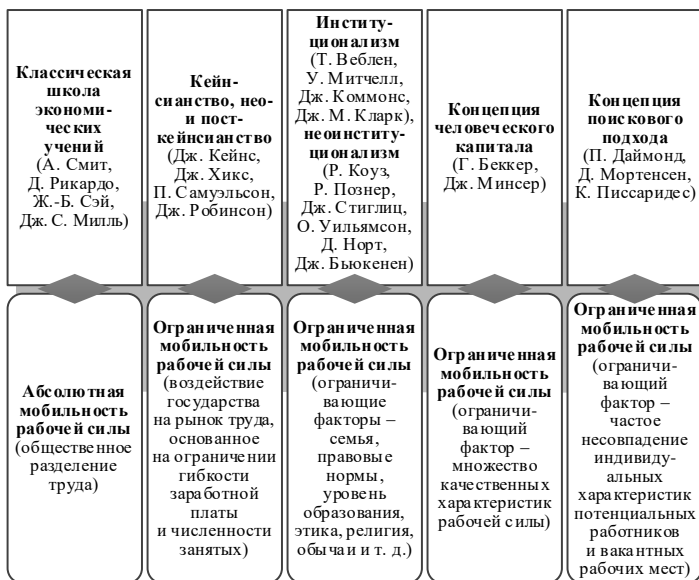 Классическая
школа
экономи-
ческих
учений
(А. Смит,
Д. Рикардо,
Ж.-Б. Сэй,
Дж. С. Милль)
Кейн-
сианство, нео-
и пост-
кейнсианство
(Дж. Кейнс,
Дж. Хикс,
П. Самуэльсон,
Дж. Робинсон)
Институ-
ционализм
(Т. Веблен,
У. Митчелл,
Дж. Коммонс,
Дж. М. Кларк),
неоинститу-
ционализм
(Р. Коуз,
Р. Познер,
Дж. Стиглиц,
О. Уильямсон,
Д. Норт,
Дж. Бьюкенен)
Концепция
человеческого
капитала
(Г. Беккер,
Дж. Минсер)
Концепция
поискового
подхода
(П. Даймонд,
Д. Мортенсен,
К. Писсаридес)
Абсолютная
мобильность
рабочей силы
(общественное
разделение
труда)
Ограниченная
мобильность
рабочей силы
(воздействие
государства
на рынок труда,
основанное
на ограничении
гибкости
заработной
платы
и численности
занятых)
Ограниченная
мобильность
рабочей силы
(ограничи-
вающие
факторы –
семья,
правовые
нормы,
уровень
образования,
этика, религия,
обычаи и т. д.)
Ограниченная
мобильность
рабочей силы
(ограничи-
вающий
фактор –
множество
качественных
характеристик
рабочей силы)
Ограниченная
мобильность
рабочей силы
(ограничи-
вающий
фактор –
частое
несовпадение
индивиду-
альных
характеристик
потенциальных
работников
и вакантных
рабочих мест)